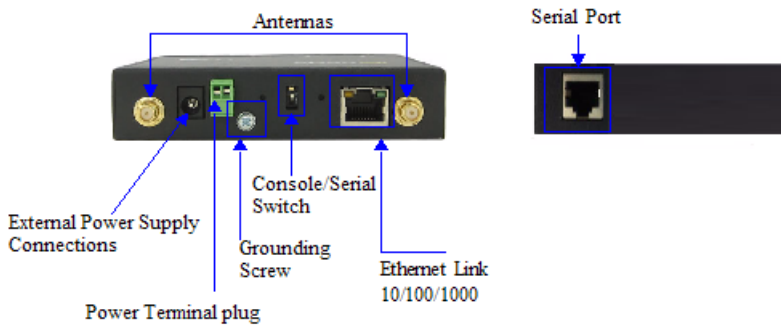 Antennas
Serial Port
Console/Serial
Switch
External Power Supply
Connections
Grounding
Screw
Ethernet Link
10/100/1000
Power Terminal plug